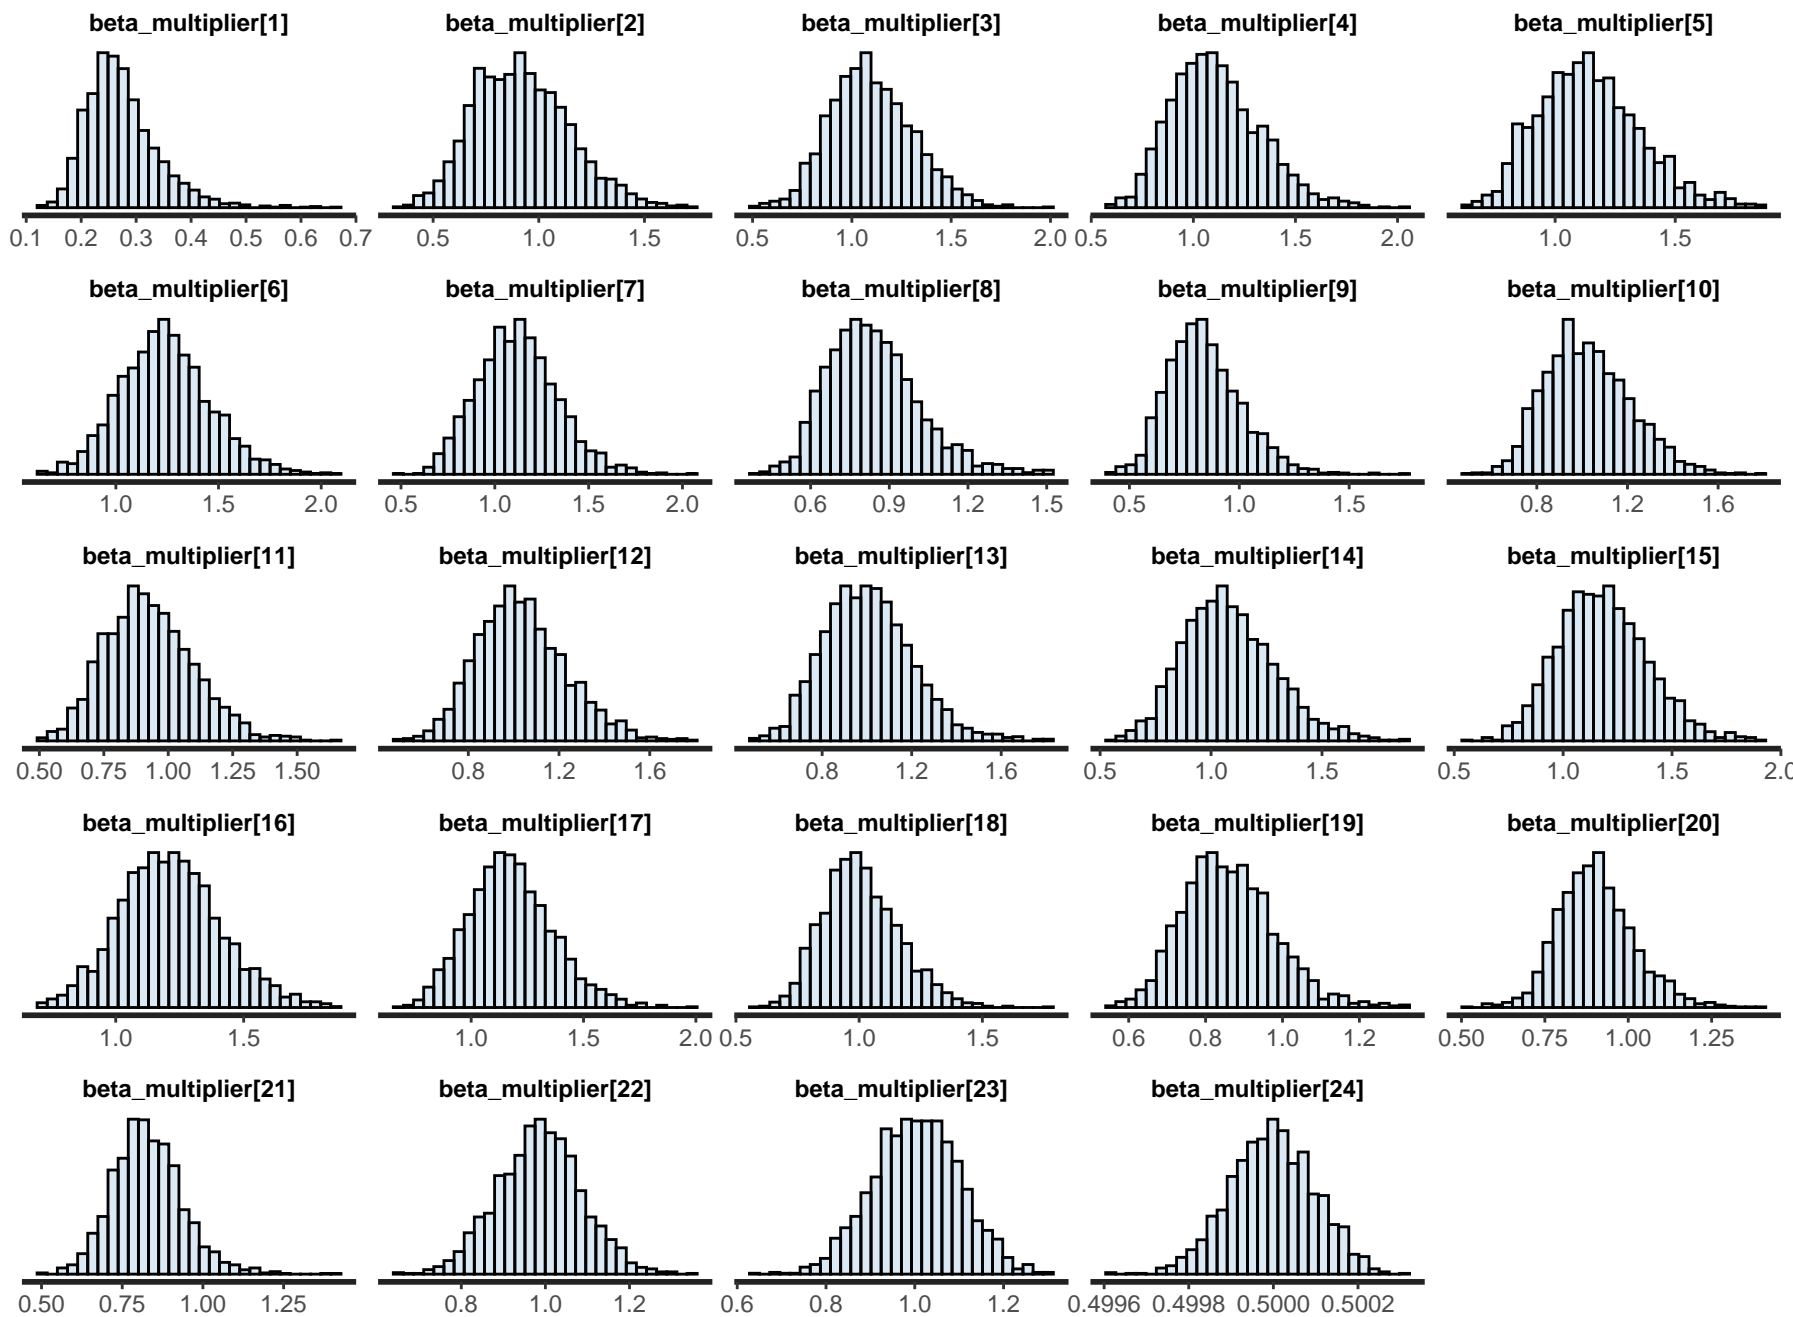 beta_multiplier[1] beta_multiplier[2] beta_multiplier[3] beta_multiplier[4] beta_multiplier[5]
0.1 0.2 0.3 0.4 0.5 0.6 0.7 0.5 1.0 1.5 0.5 1.0 1.5 2.0 0.5 1.0 1.5 2.0 1.0 1.5
beta_multiplier[6] beta_multiplier[7] beta_multiplier[8] beta_multiplier[9] beta_multiplier[10]
1.0 1.5 2.0 0.5 1.0 1.5 2.0 0.6 0.9 1.2 1.5 0.5 1.0 1.5 0.8 1.2 1.6
beta_multiplier[11] beta_multiplier[12] beta_multiplier[13] beta_multiplier[14] beta_multiplier[15]
0.50 0.75 1.00 1.25 1.50 0.8 1.2 1.6 0.8 1.2 1.6 0.5 1.0 1.5 0.5 1.0 1.5 2.0
beta_multiplier[16] beta_multiplier[17] beta_multiplier[18] beta_multiplier[19] beta_multiplier[20]
1.0 1.5 1.0 1.5 2.0 0.5 1.0 1.5 0.6 0.8 1.0 1.2 0.50 0.75 1.00 1.25
beta_multiplier[21] beta_multiplier[22] beta_multiplier[23] beta_multiplier[24]
0.50 0.75 1.00 1.25 0.8 1.0 1.2 0.6 0.8 1.0 1.2 0.4996 0.4998 0.5000 0.5002